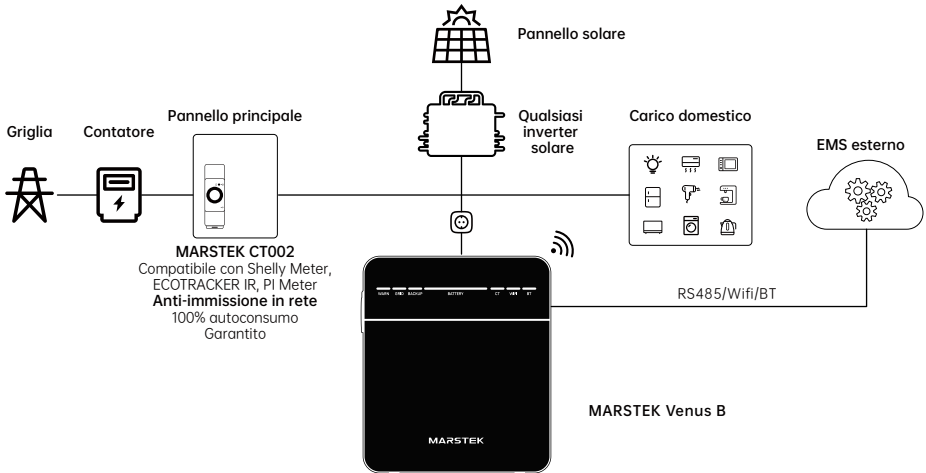 Pannello solare
Qualsiasi
inverter
solare
Griglia
Contatore
Pannello principale
Carico domestico
EMS esterno
MARSTEK CT002
Compatibile con Shelly Meter,
ECOTRACKER IR, PI Meter
Anti-immissione in rete
100% autoconsumo
Garantito
WARN GRID BACKUP BATTERY CT WIFI BT
RS485/Wifi/BT
MARSTEK Venus B
MARSTEK